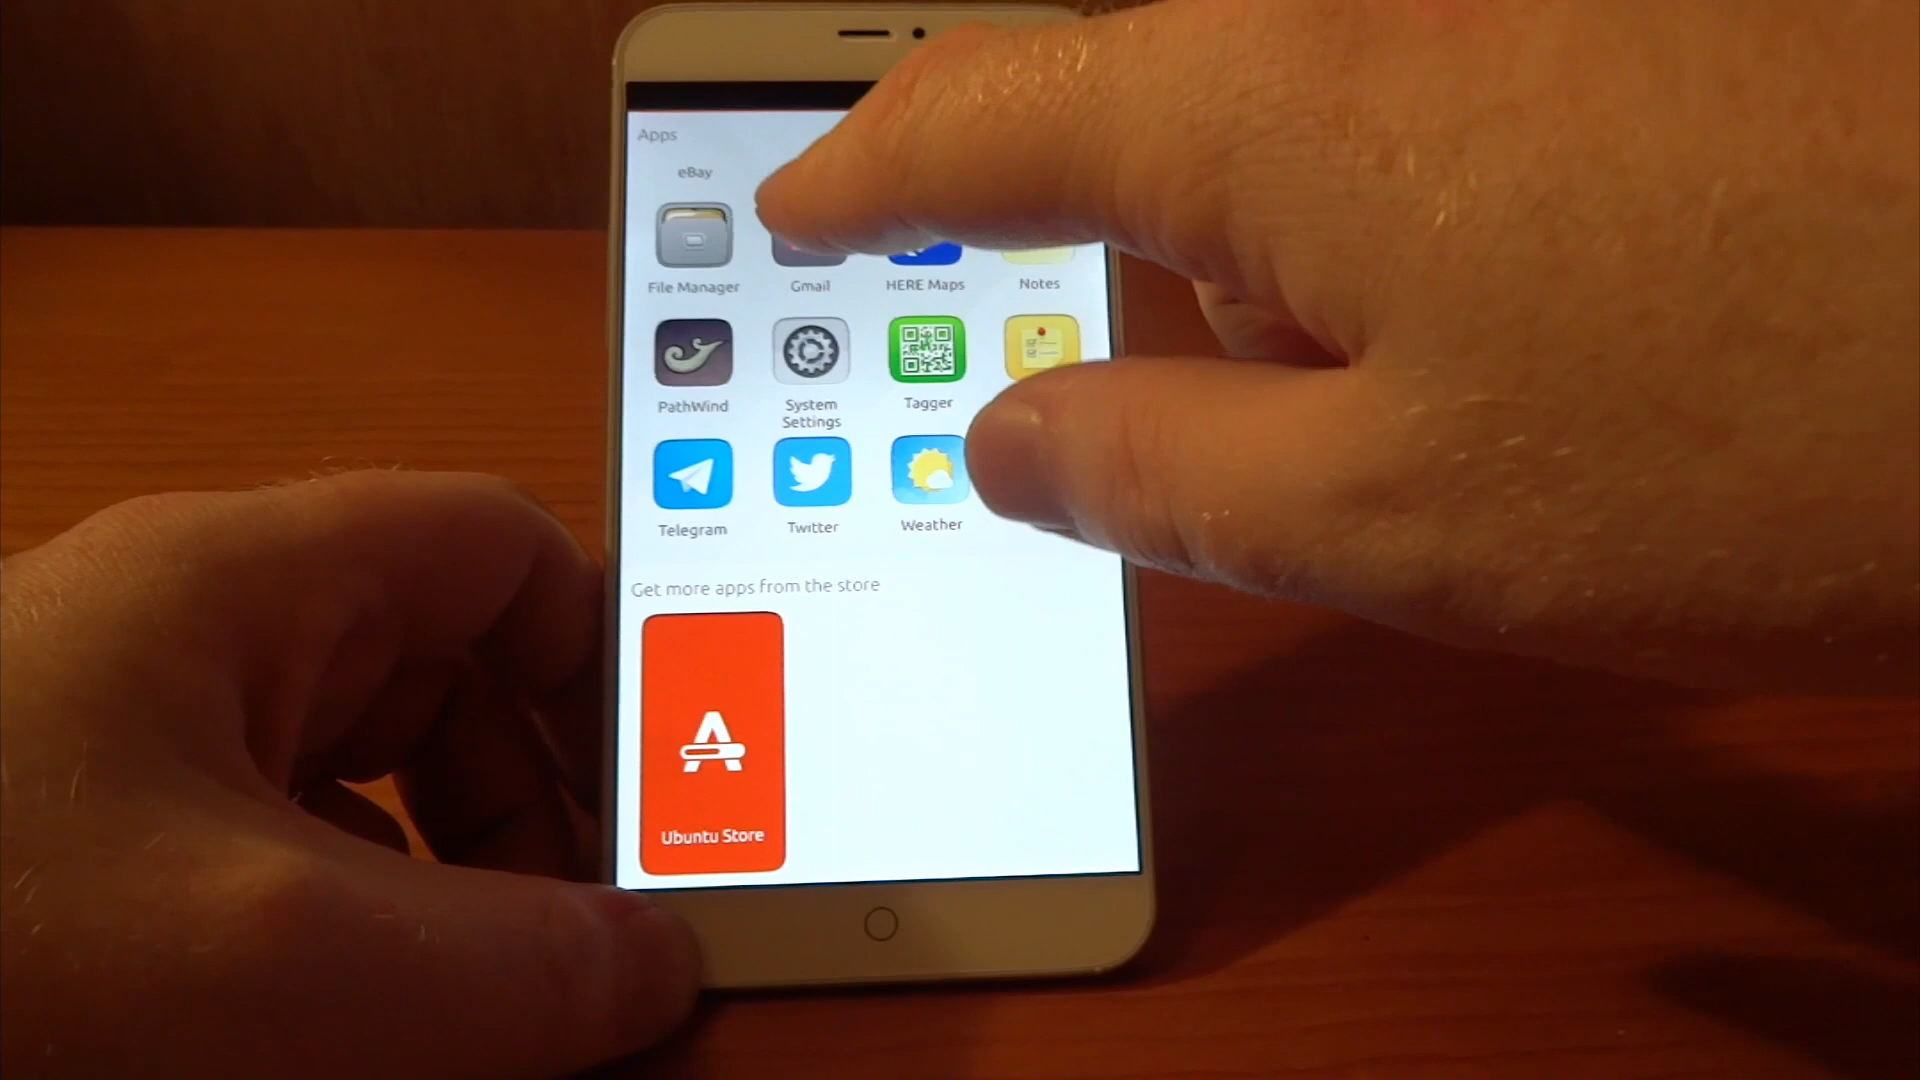 Apps
eBay
File Manager
Gmail
HERE Maps
Notes
PathWind
System
Settings
Tagger
Telegram
Twitter
Weather
Get more apps from the store
Ubuntu Store